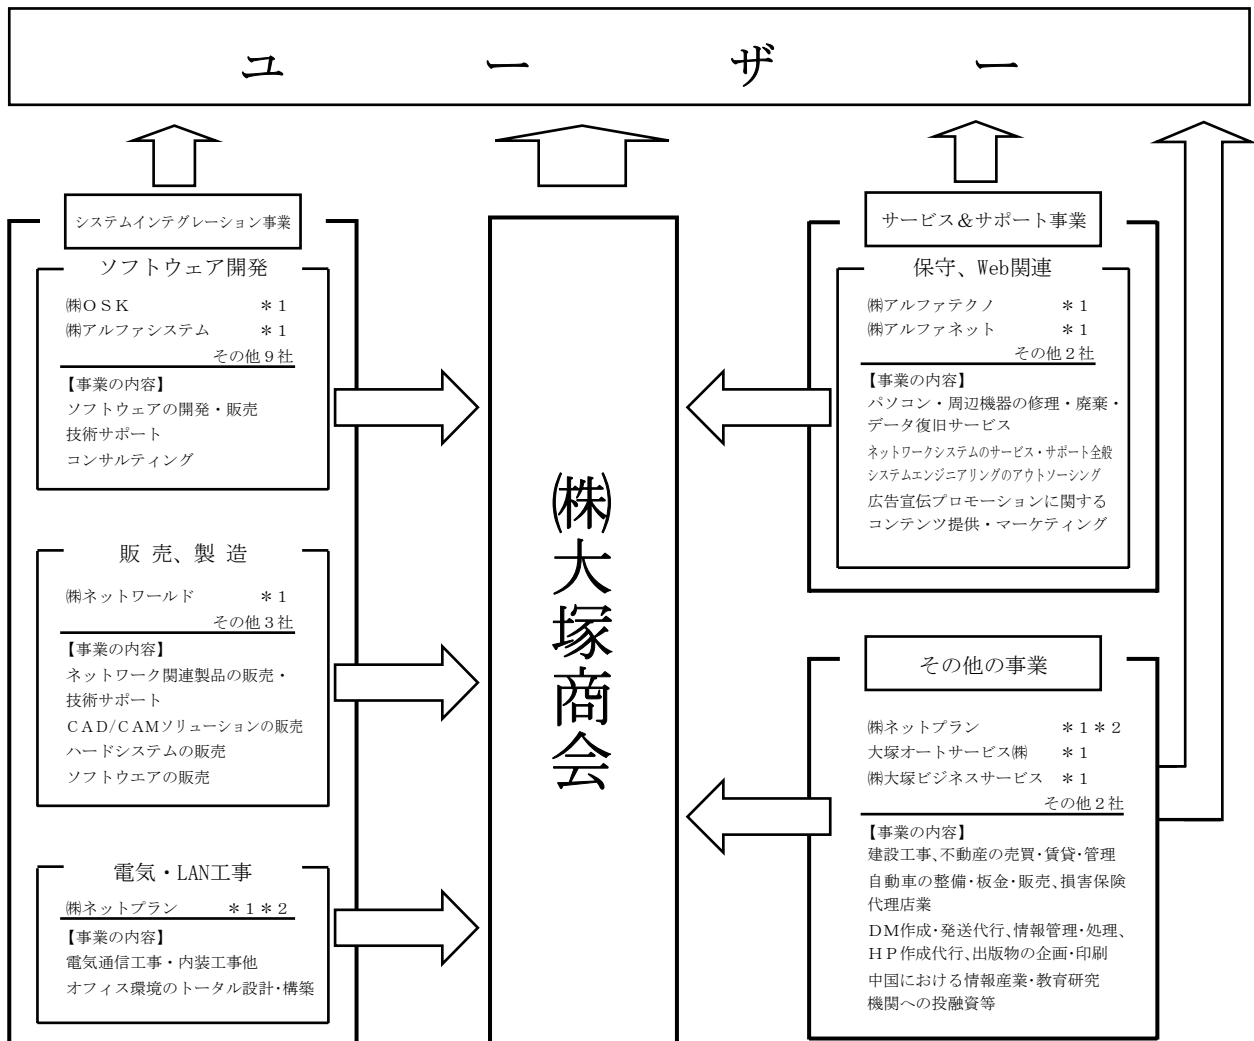 ユーザー
システムインテグレーション事業
ソフトウェア開発
㈱ＯＳＫ ＊１
㈱アルファシステム ＊１
その他９社
【事業の内容】
ソフトウェアの開発・販売
技術サポート
コンサルティング
販 売、製 造
㈱ネットワールド ＊１
その他３社
【事業の内容】
ネットワーク関連製品の販売・
技術サポート
ＣＡＤ/ＣＡＭソリューションの販売
ハードシステムの販売
ソフトウエアの販売
電気・LAN工事
㈱ネットプラン ＊１＊２
【事業の内容】
電気通信工事・内装工事他
オフィス環境のトータル設計・構築
㈱大塚商会
サービス＆サポート事業
保守、Web関連
㈱アルファテクノ ＊１
㈱アルファネット ＊１
その他２社
【事業の内容】
パソコン・周辺機器の修理・廃棄・
データ復旧サービス
ネットワークシステムのサービス・サポート全般
システムエンジニアリングのアウトソーシング
広告宣伝プロモーションに関する
コンテンツ提供・マーケティング
その他の事業
㈱ネットプラン ＊１＊２
大塚オートサービス㈱ ＊１
㈱大塚ビジネスサービス ＊１
その他２社
【事業の内容】
建設工事、不動産の売買・賃貸・管理
自動車の整備・板金・販売、損害保険
代理店業
ＤＭ作成・発送代行、情報管理・処理、
ＨＰ作成代行、出版物の企画・印刷
中国における情報産業・教育研究
機関への投融資等